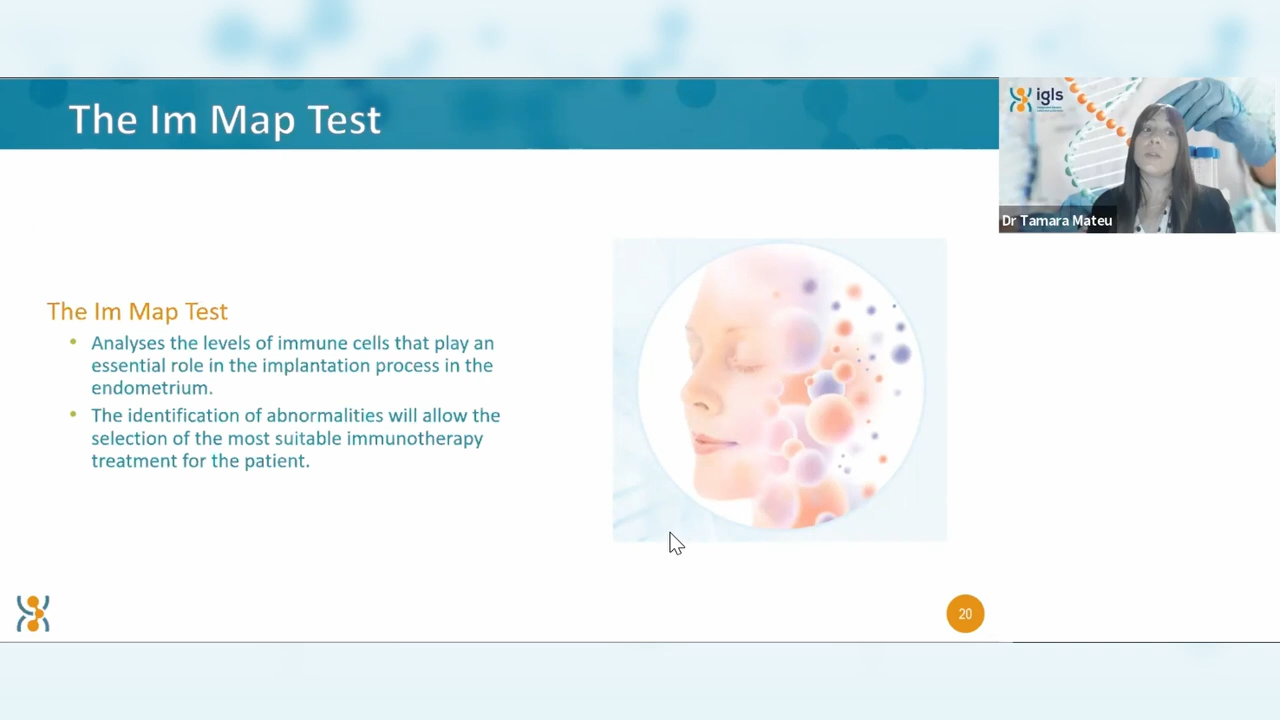 The Im Map Test
igls
Dr Tamara Mateu
The Im Map Test
• Analyses the levels of immune cells that play an
essential role in the implantation process in the
endometrium.
• The identification of abnormalities will allow the
selection of the most suitable immunotherapy
treatment for the patient.
20